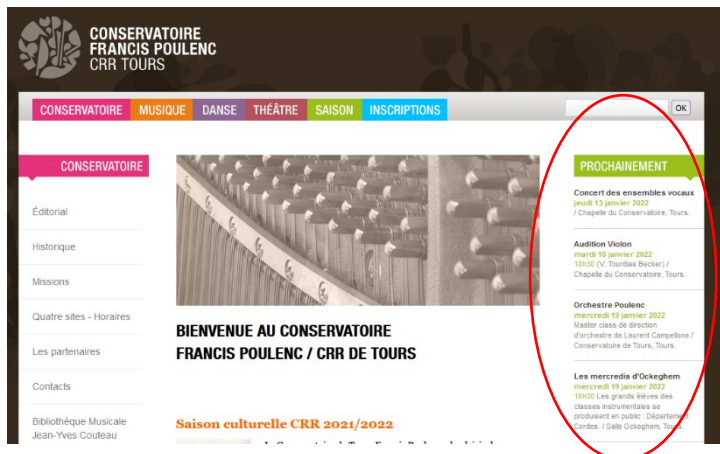 CONSERVATOIRE
FRANCIS POULENC
CRR TOURS
CONSERVATOIRE MUSIQUE DANSE THÉÂTRE SAISON INSCRIPTIONS
OK
CONSERVATOIRE
Éditorial
Historique
Missions
Quatre sites - Horaires
Les partenaires
Contacts
Bibliothèque Musicale
Jean-Yves Couteau
BIENVENUE AU CONSERVATOIRE
FRANCIS POULENC / CRR DE TOURS
Saison culturelle CRR 2021/2022
PROCHAINEMENT
Concert des ensembles vocaux
jeudi 13 janvier 2022
/ Chapelle du Conservatoire, Tours.
Audition Violon
mardi 18 janvier 2022
18h30 (V. Tourdias Becker) /
Chapelle du Conservatoire, Tours.
Orchestre Poulenc
mercredi 19 janvier 2022
Master class de direction
d'orchestre de Laurent Campellone /
Conservatoire de Tours, Tours.
Les mercredis d'Ockeghem
mercredi 19 janvier 2022
18h00 Les grands élèves des
classes instrumentales se
produisent en public : Département
Cordes. / Salle Ockeghem, Tours.